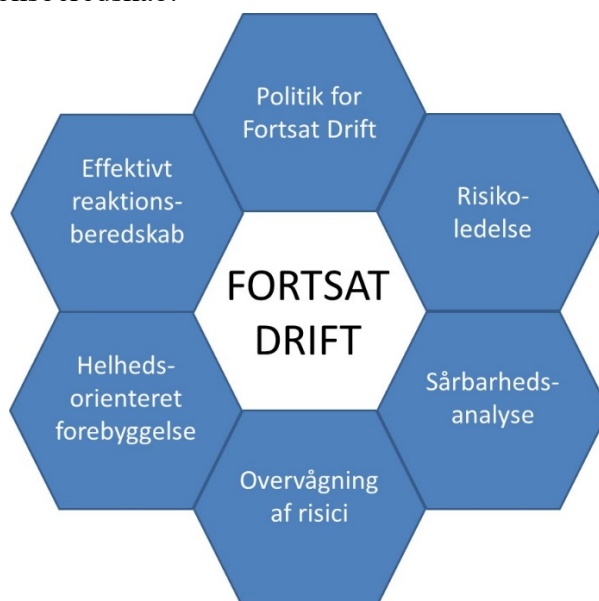 Politik for
Fortsat Drift
Risiko-
ledelse
Sårbarheds-
analyse
Overvågning
af risici
Helheds-
orienteret
forebyggelse
Effektivt
reaktions-
beredskab
FORTSAT
DRIFT